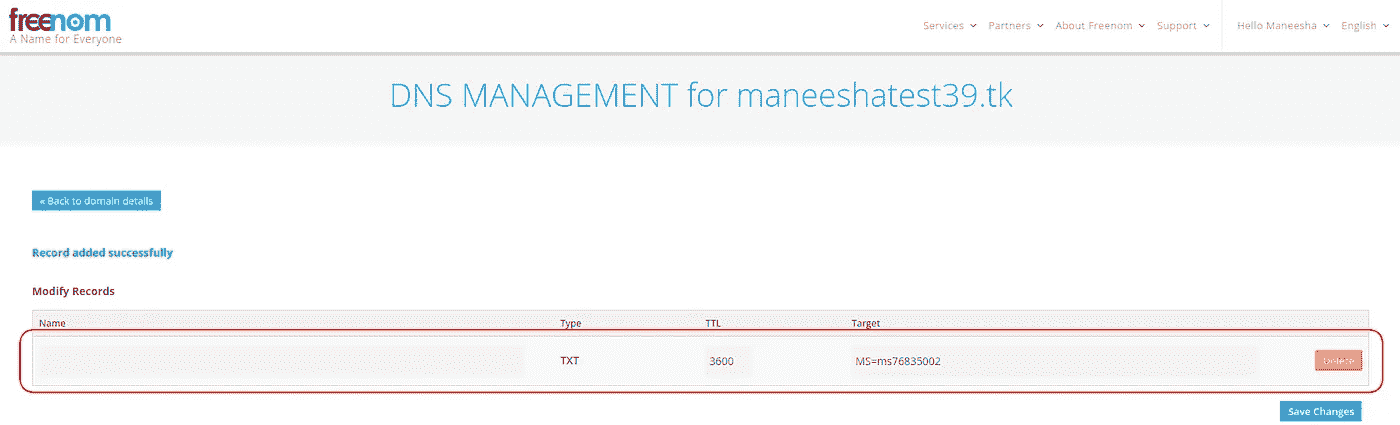 freenom
A Name for Everyone
Services Partners About Freenom Support Hello Maneesha English
DNS MANAGEMENT for maneeshatest39.tk
« Back to domain details
Record added successfully
Modify Records
Name Type TTL Target
TXT 3600 MS=ms76835002 Delete
Save Changes